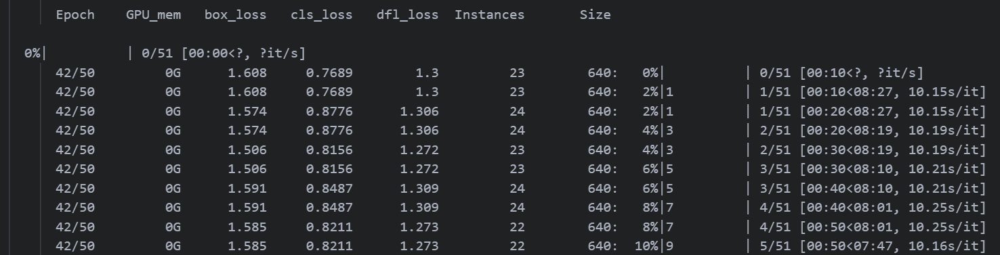 Epoch    GPU_mem   box_loss   cls_loss   dfl_loss  Instances       Size
0%|          | 0/51 [00:00<?, ?it/s]
42/50         0G      1.608     0.7689        1.3         23        640:   0%|          | 0/51 [00:10<?, ?it/s]
42/50         0G      1.608     0.7689        1.3         23        640:   2%|1         | 1/51 [00:10<08:27, 10.15s/it]
42/50         0G      1.574     0.8776      1.306         24        640:   2%|1         | 1/51 [00:20<08:27, 10.15s/it]
42/50         0G      1.574     0.8776      1.306         24        640:   4%|3         | 2/51 [00:20<08:19, 10.19s/it]
42/50         0G      1.506     0.8156      1.272         23        640:   4%|3         | 2/51 [00:30<08:19, 10.19s/it]
42/50         0G      1.506     0.8156      1.272         23        640:   6%|5         | 3/51 [00:30<08:10, 10.21s/it]
42/50         0G      1.591     0.8487      1.309         24        640:   6%|5         | 3/51 [00:40<08:10, 10.21s/it]
42/50         0G      1.591     0.8487      1.309         24        640:   8%|7         | 4/51 [00:40<08:01, 10.25s/it]
42/50         0G      1.585     0.8211      1.273         22        640:   8%|7         | 4/51 [00:50<08:01, 10.25s/it]
42/50         0G      1.585     0.8211      1.273         22        640:  10%|9         | 5/51 [00:50<07:47, 10.16s/it]